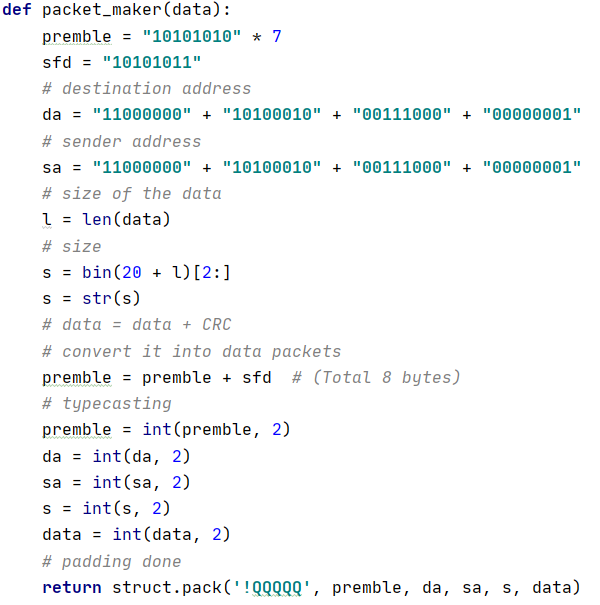 def packet_maker(data):
    premble = "10101010" * 7
    sfd = "10101011"
    # destination address
    da = "11000000" + "10100010" + "00111000" + "00000001"
    # sender address
    sa = "11000000" + "10100010" + "00111000" + "00000001"
    # size of the data
    l = len(data)
    # size
    s = bin(20 + l)[2:]
    s = str(s)
    # data = data + CRC
    # convert it into data packets
    premble = premble + sfd  # (Total 8 bytes)
    # typecasting
    premble = int(premble, 2)
    da = int(da, 2)
    sa = int(sa, 2)
    s = int(s, 2)
    data = int(data, 2)
    # padding done
    return struct.pack('!QQQQQ', premble, da, sa, s, data)